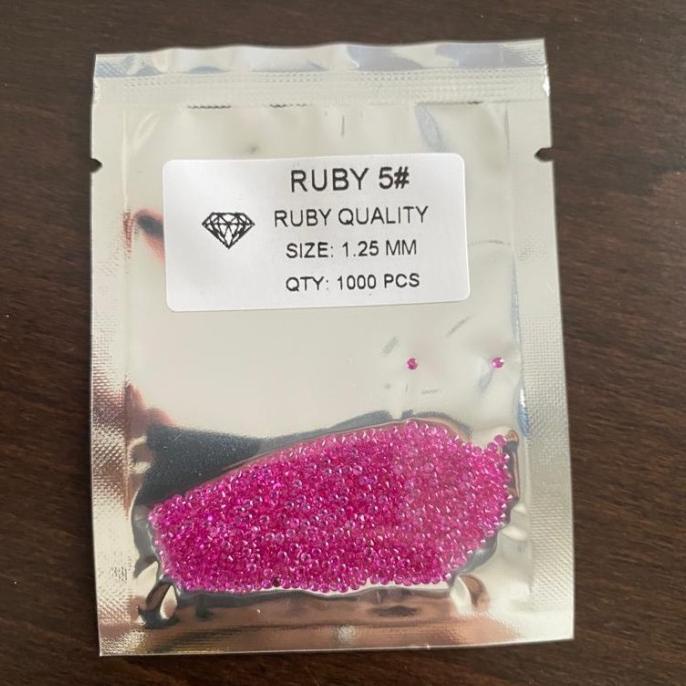 RUBY 5#
RUBY QUALITY
SIZE: 1.25 MM
QTY: 1000 PCS